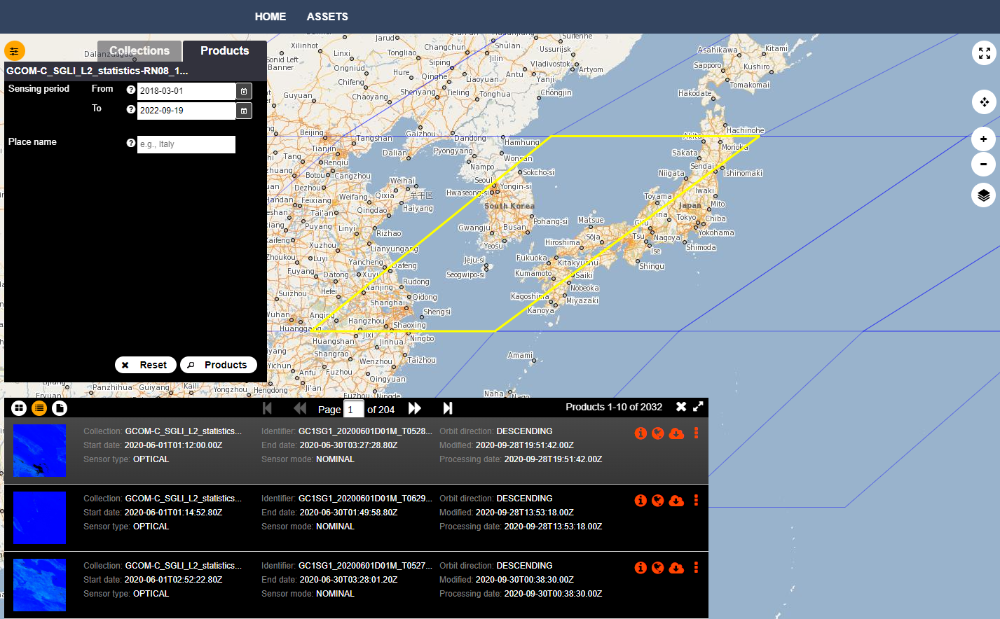 HOME
ASSETS
Collections
Products
GCOM-C_SGLI_L2_statistics-RN08_1...
Sensing period
From
2018-03-01
To
2022-09-19
Place name
e.g., Italy
Reset
Products
Dalanzadgad
Xilinhot
Jarud
Linxi
Tongliao
Ongniud
Chifeng
Hure
Changchun
Siping
Shulan
Jilin
Suifenhe
Ussurijsk
Vladivostok
Artyom
Antu
Yanji
Chongjin
Liaoyuan
Tonghua
Qinghe
Tieling
Shenyang
Chaoyang
Guyuan
Sonid Left
Banner
Asahikawa
Kitami
Sapporo
Kushiro
Tomakomai
Hakodate
Hachinohe
Akita
Morioka
Sakata
Sendai
Ishinomaki
Niigata
Iwaki
Toyama
Mito
Japan
Tokyo
Chiba
Yokohama
Nagoya
Shimoda
Gifu
Tsu
Ise
Shingu
Matsue
Sōja
Hiroshima
Fukuoka
Kitakyushu
Kumamoto
Saiki
Nobeoka
Kagoshima
Miyazaki
Kanoya
Beijing
Tianjin
Tangshan
Renqiu
Botou
Cangzhou
Dezhou
Gaizhou
Dandong
Dalian
Pyongyang
Nampo
Hamhung
Wonsan
Sokcho-si
Seoul
Yongin-si
Hwaseong-si
South Korea
Pohang-si
Gwangju
Busan
Yeosu
Jeju-si
Seogwipo-si
Weihai
牟平区
Haiyang
Qixia
Weifang
Feixiang
Handan
Tai'an
Qingdao
Puyang
Linyi
Rizhao
Kaifeng
Xuzhou
Lianyungang
Zhoukou
Luyi
Yancheng
Dafeng
Fuyang
Datong
Xuyi
Rudong
Nanjing
Qidong
Suizhou
Hefei
Shanghai
Shengsi
Wuhan
Anqing
Hangzhou
Shaoxing
Huanggang
Jixi
Ningbo
Huangshan
Jinhua
Shangrao
Wenzhou
Taizhou
Yichun
Anfu
Fuzhou
Qingyuan
Ji'an
Hengdong
Fuzhou
Ningde
Panzhihua
Guiyang
Kaili
Yongzhou
Amami
Naha
Page 1 of 204
Products 1-10 of 2032
Collection: GCOM-C_SGLI_L2_statistics...
Identifier: GC1SG1_20200601D01M_T0528...
Orbit direction: DESCENDING
Start date: 2020-06-01T01:12:00.00Z
End date: 2020-06-30T03:27:28.80Z
Modified: 2020-09-28T19:51:42.00Z
Sensor type: OPTICAL
Sensor mode: NOMINAL
Processing date: 2020-09-28T19:51:42.00Z
Collection: GCOM-C_SGLI_L2_statistics...
Identifier: GC1SG1_20200601D01M_T0629...
Orbit direction: DESCENDING
Start date: 2020-06-01T01:14:52.80Z
End date: 2020-06-30T01:49:58.80Z
Modified: 2020-09-28T13:53:18.00Z
Sensor type: OPTICAL
Sensor mode: NOMINAL
Processing date: 2020-09-28T13:53:18.00Z
Collection: GCOM-C_SGLI_L2_statistics...
Identifier: GC1SG1_20200601D01M_T0527...
Orbit direction: DESCENDING
Start date: 2020-06-01T02:52:22.80Z
End date: 2020-06-30T03:28:01.20Z
Modified: 2020-09-30T00:38:30.00Z
Sensor type: OPTICAL
Sensor mode: NOMINAL
Processing date: 2020-09-30T00:38:30.00Z